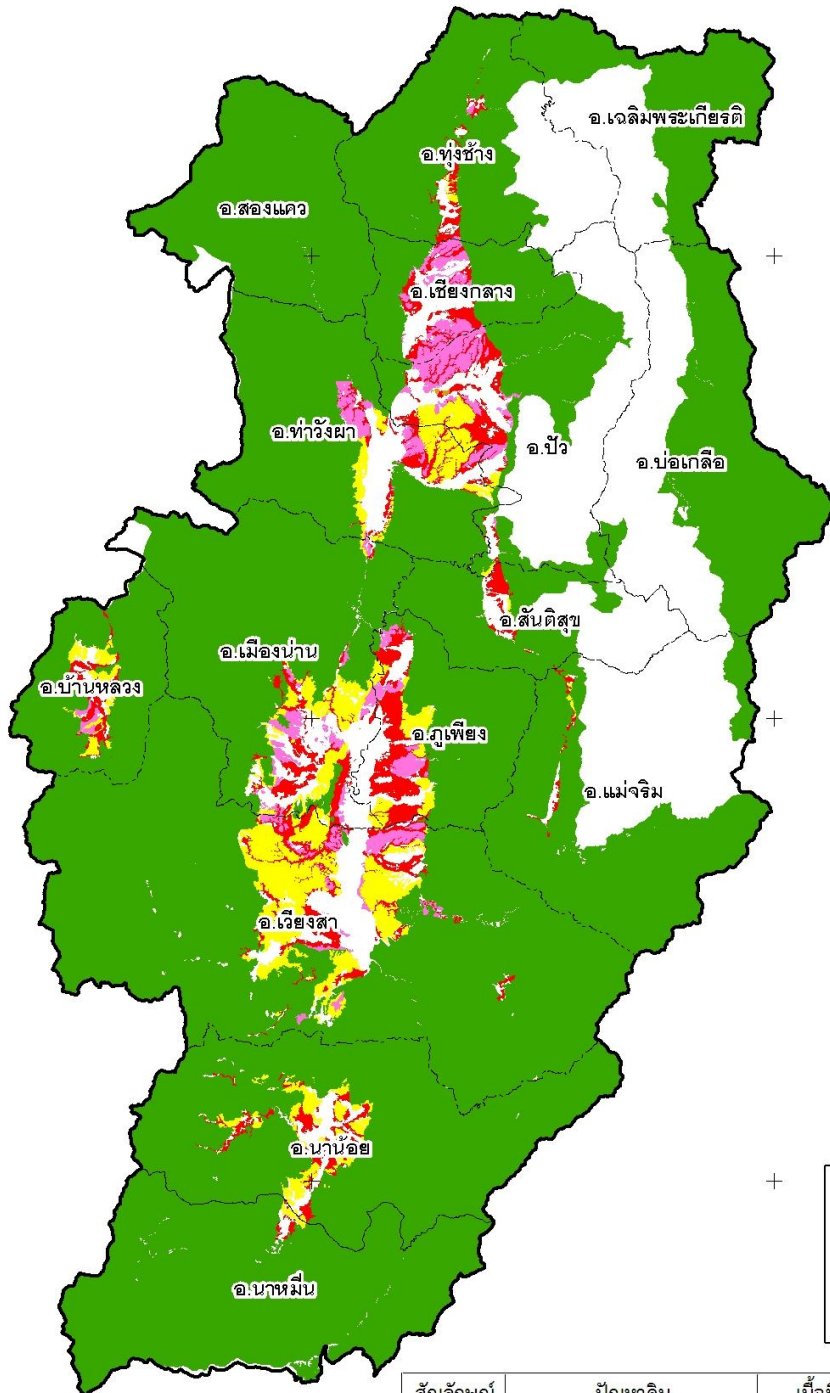 อ.เฉลิมพระเกียรติ
อ.ทุ่งช้าง
อ.สองแคว
อ.เชียงกลาง
อ.ท่าวังผา
อ.ปัว
อ.บ่อเกลือ
อ.สันติสุข
อ.เมืองน่าน
อ.บ้านหลวง
อ.ภูเพียง
อ.แม่จริม
อ.เวียงสา
อ.นาน้อย
อ.นาหมื่น